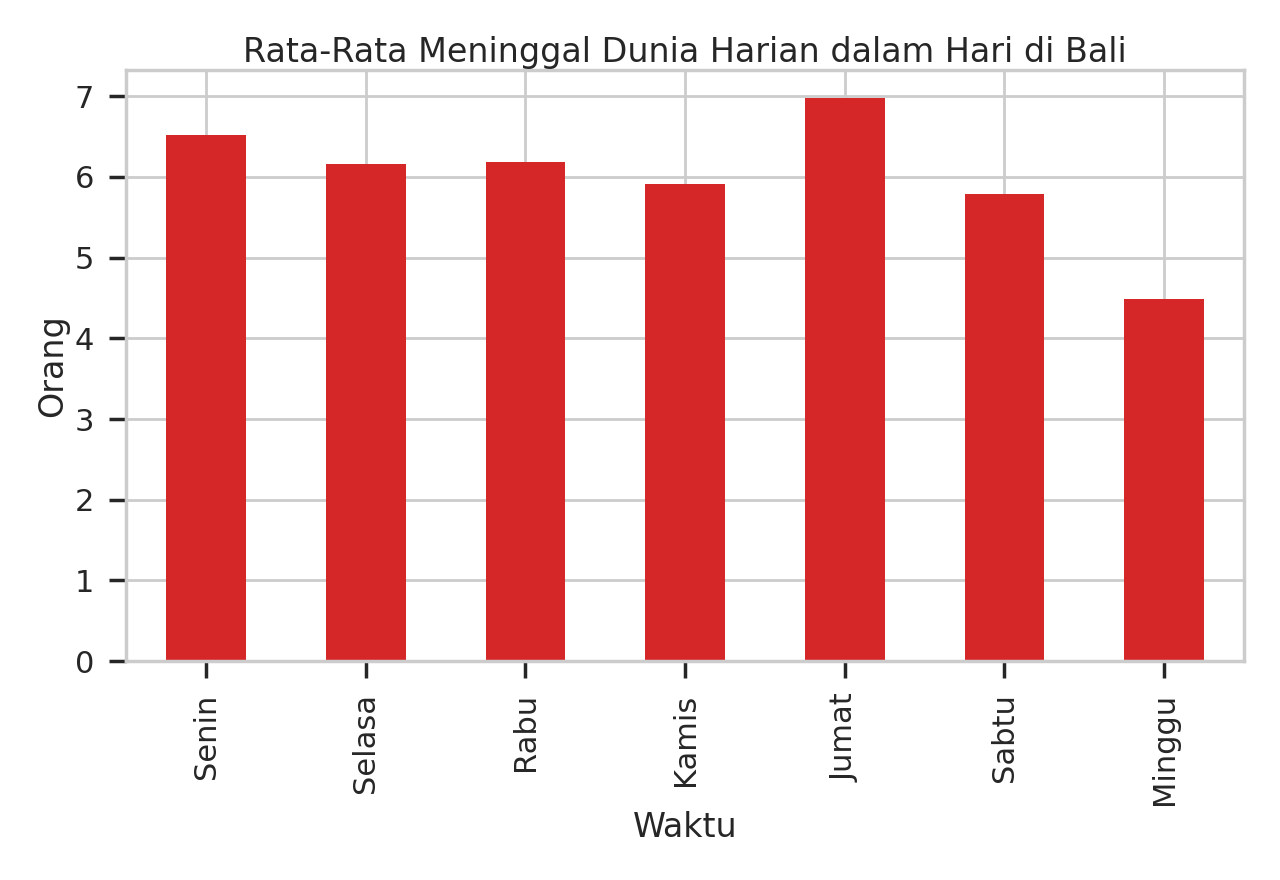 Rata-Rata Meninggal Dunia Harian dalam Hari di Bali
Orang
7
6
5
4
3
2
1
0
Senin
Selasa
Rabu
Kamis
Jumat
Sabtu
Minggu
Waktu